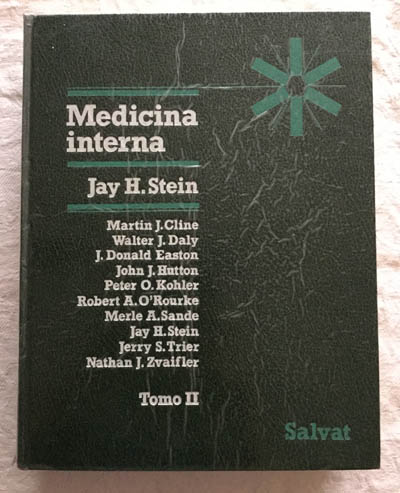 Medicina
interna
Jay H. Stein
Martin J. Cline
Walter J. Daly
J. Donald Easton
John J. Hutton
Peter O. Kohler
Robert A. O'Rourke
Merle A. Sande
Jay H. Stein
Jerry S. Trier
Nathan J. Zvaifler
Tomo II
Salvat